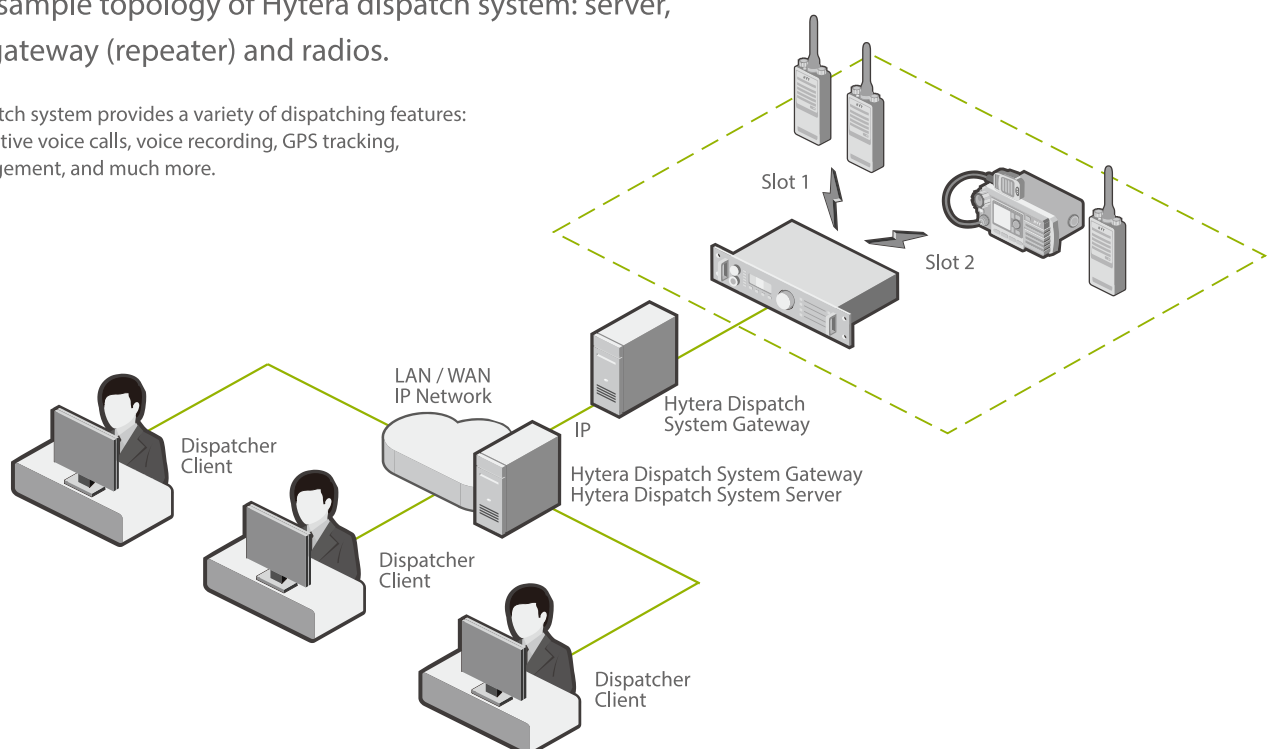 sample topology of Hytera dispatch system: server,
gateway (repeater) and radios.
tch system provides a variety of dispatching features:
tive voice calls, voice recording, GPS tracking,
gement, and much more.
Slot 1
Slot 2
LAN / WAN
IP Network
IP
Hytera Dispatch
System Gateway
Hytera Dispatch System Gateway
Hytera Dispatch System Server
Dispatcher
Client
Dispatcher
Client
Dispatcher
Client